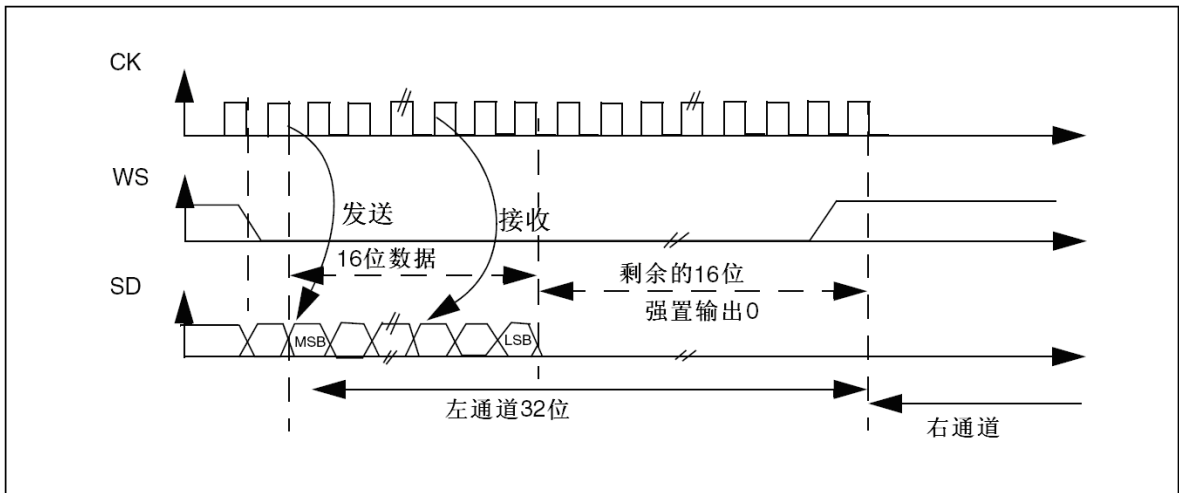 CK
WS
发送
接收
16位数据
剩余的16位
强置输出0
SD
MSB
LSB
左通道32位
右通道